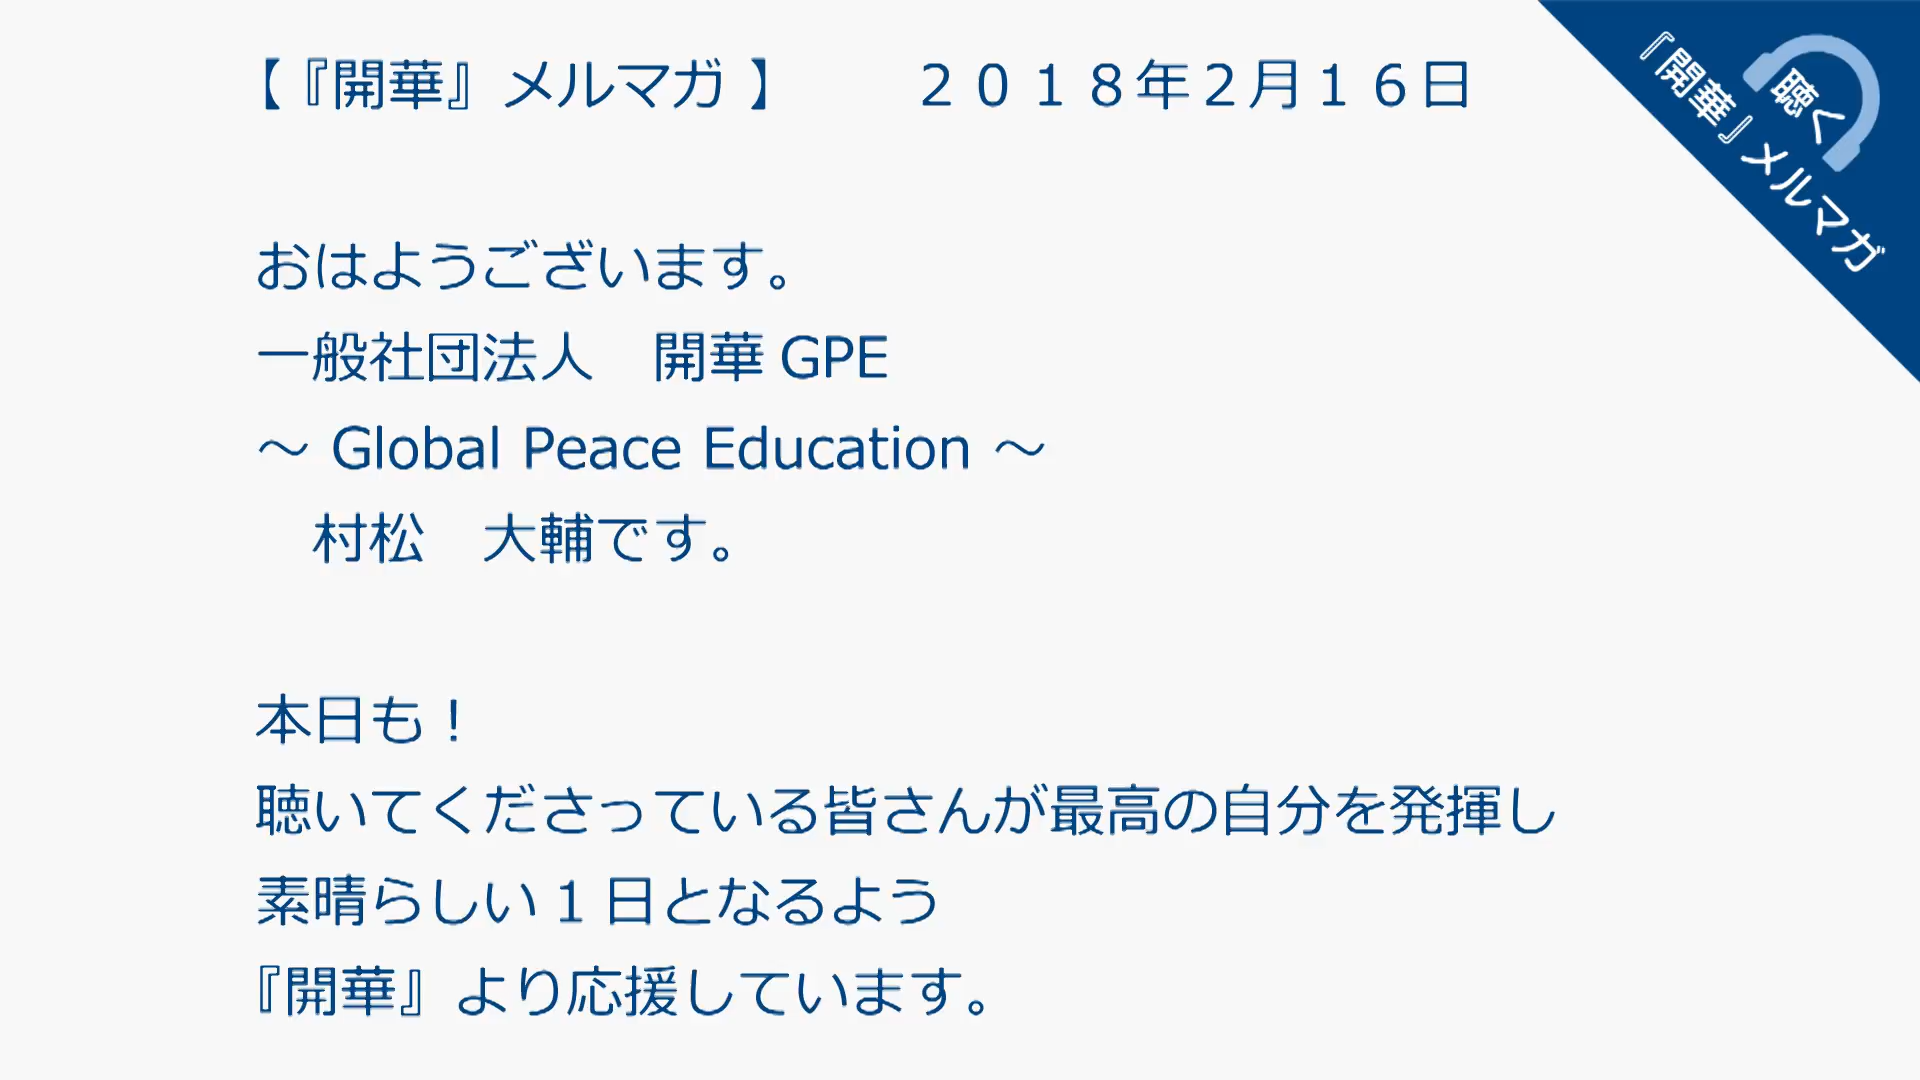 【『開華』メルマガ 】　　２０１８年２月１６日
聴く
『開華』メルマガ
おはようございます。
一般社団法人　開華 GPE
～ Global Peace Education ～
村松　大輔です。
本日も！
聴いてくださっている皆さんが最高の自分を発揮し
素晴らしい１日となるよう
『開華』より応援しています。